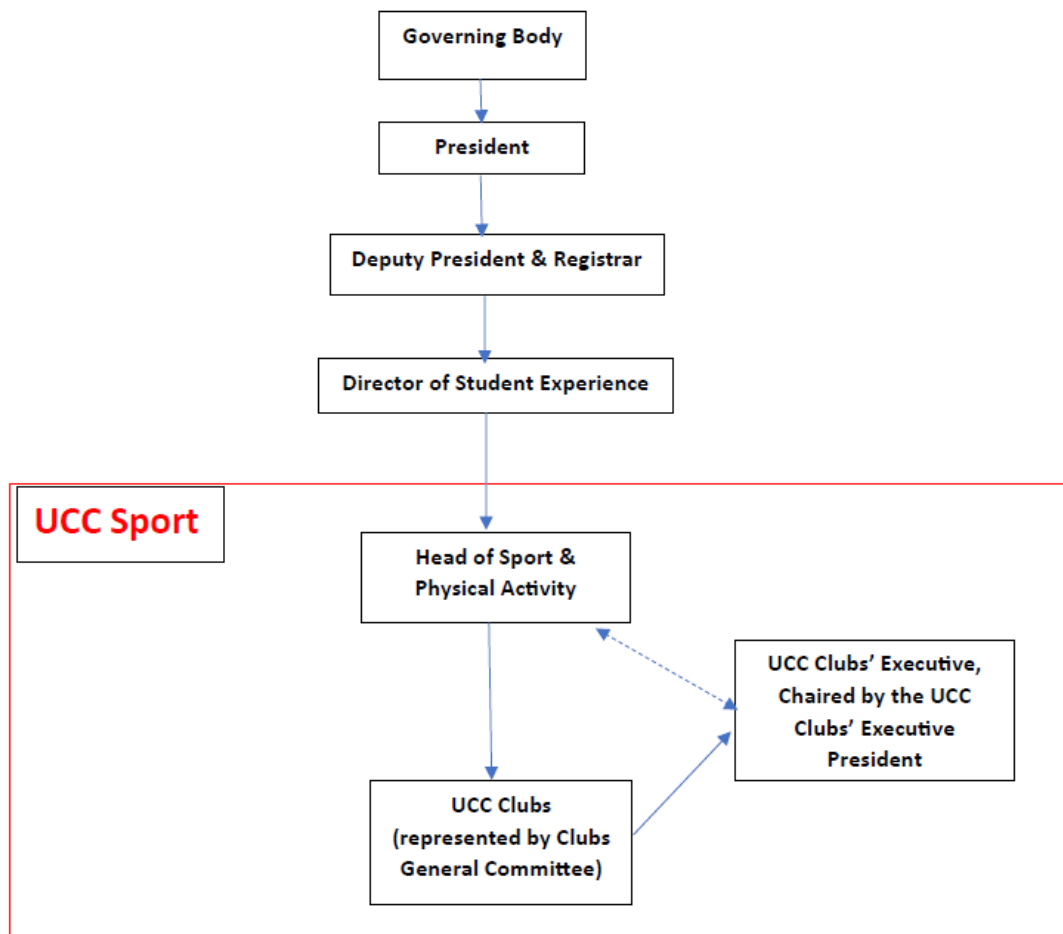 Governing Body
President
Deputy President & Registrar
Director of Student Experience
UCC Sport
Head of Sport &
Physical Activity
UCC Clubs’ Executive,
Chaired by the UCC
Clubs’ Executive
President
UCC Clubs
(represented by Clubs
General Committee)